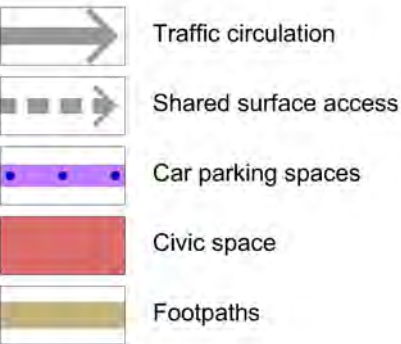 Traffic circulation
Shared surface access
Car parking spaces
Civic space
Footpaths